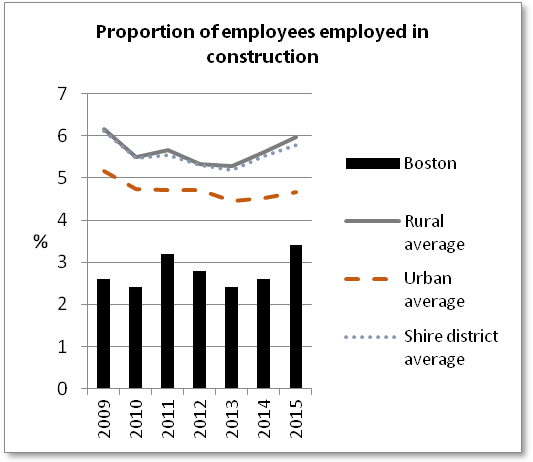 Proportion of employees employed in
construction
7
6
5
4
3
2
1
0
%
2009
2010
2011
2012
2013
2014
2015
Boston
Rural
average
Urban
average
Shire district
average